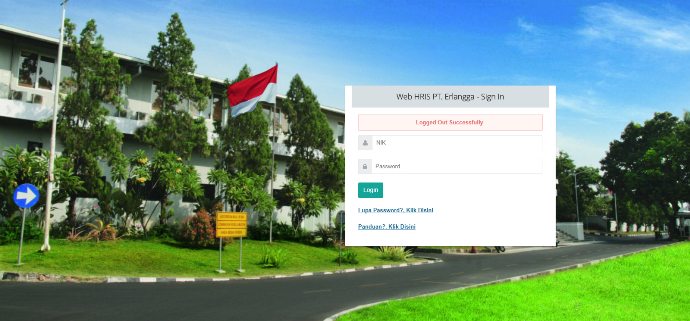 Web HRIS PT. Erlangga - Sign In
Logged Out Successfully
NIK
Password
Login
Lupa Password?, Klik Disini
Panduan?, Klik Disini